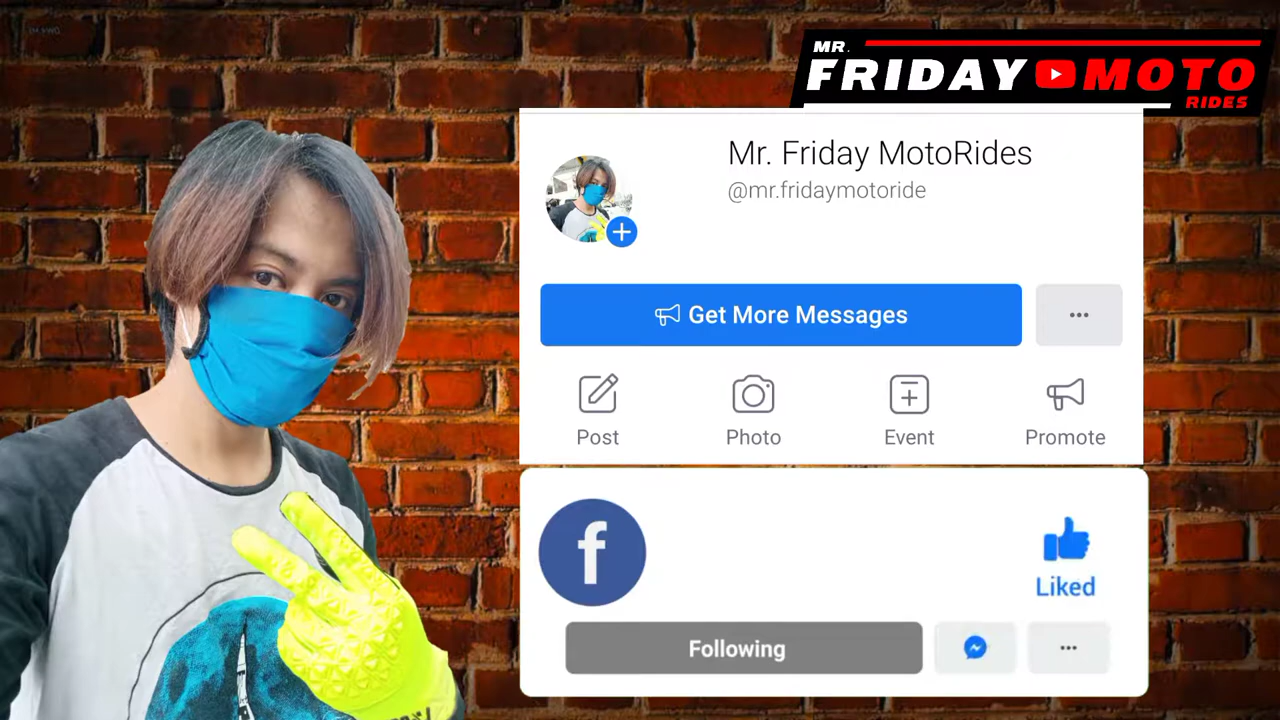 MR.
FRIDAY MOTO
RIDES
Mr. Friday MotoRides
@mr.fridaymotoride
Get More Messages
Post Photo Event Promote
f
Liked
Following